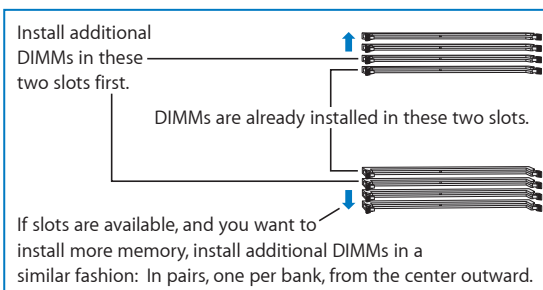 Install additional
DIMMs in these
two slots first.
DIMMs are already installed in these two slots.
If slots are available, and you want to
install more memory, install additional DIMMs in a
similar fashion: In pairs, one per bank, from the center outward.